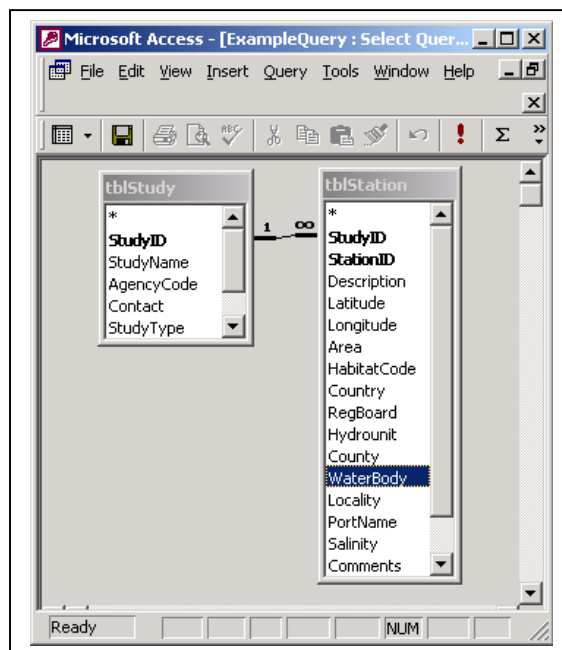 Microsoft Access - [ExampleQuery : Select Quer...
File Edit View Insert Query Tools Window Help
ABC Σ »
tblStudy
*
StudyID
StudyName
AgencyCode
Contact
StudyType
1 ∞
tblStation
*
StudyID
StationID
Description
Latitude
Longitude
Area
HabitatCode
Country
RegBoard
Hydrounit
County
WaterBody
Locality
PortName
Salinity
Comments
Ready NUM